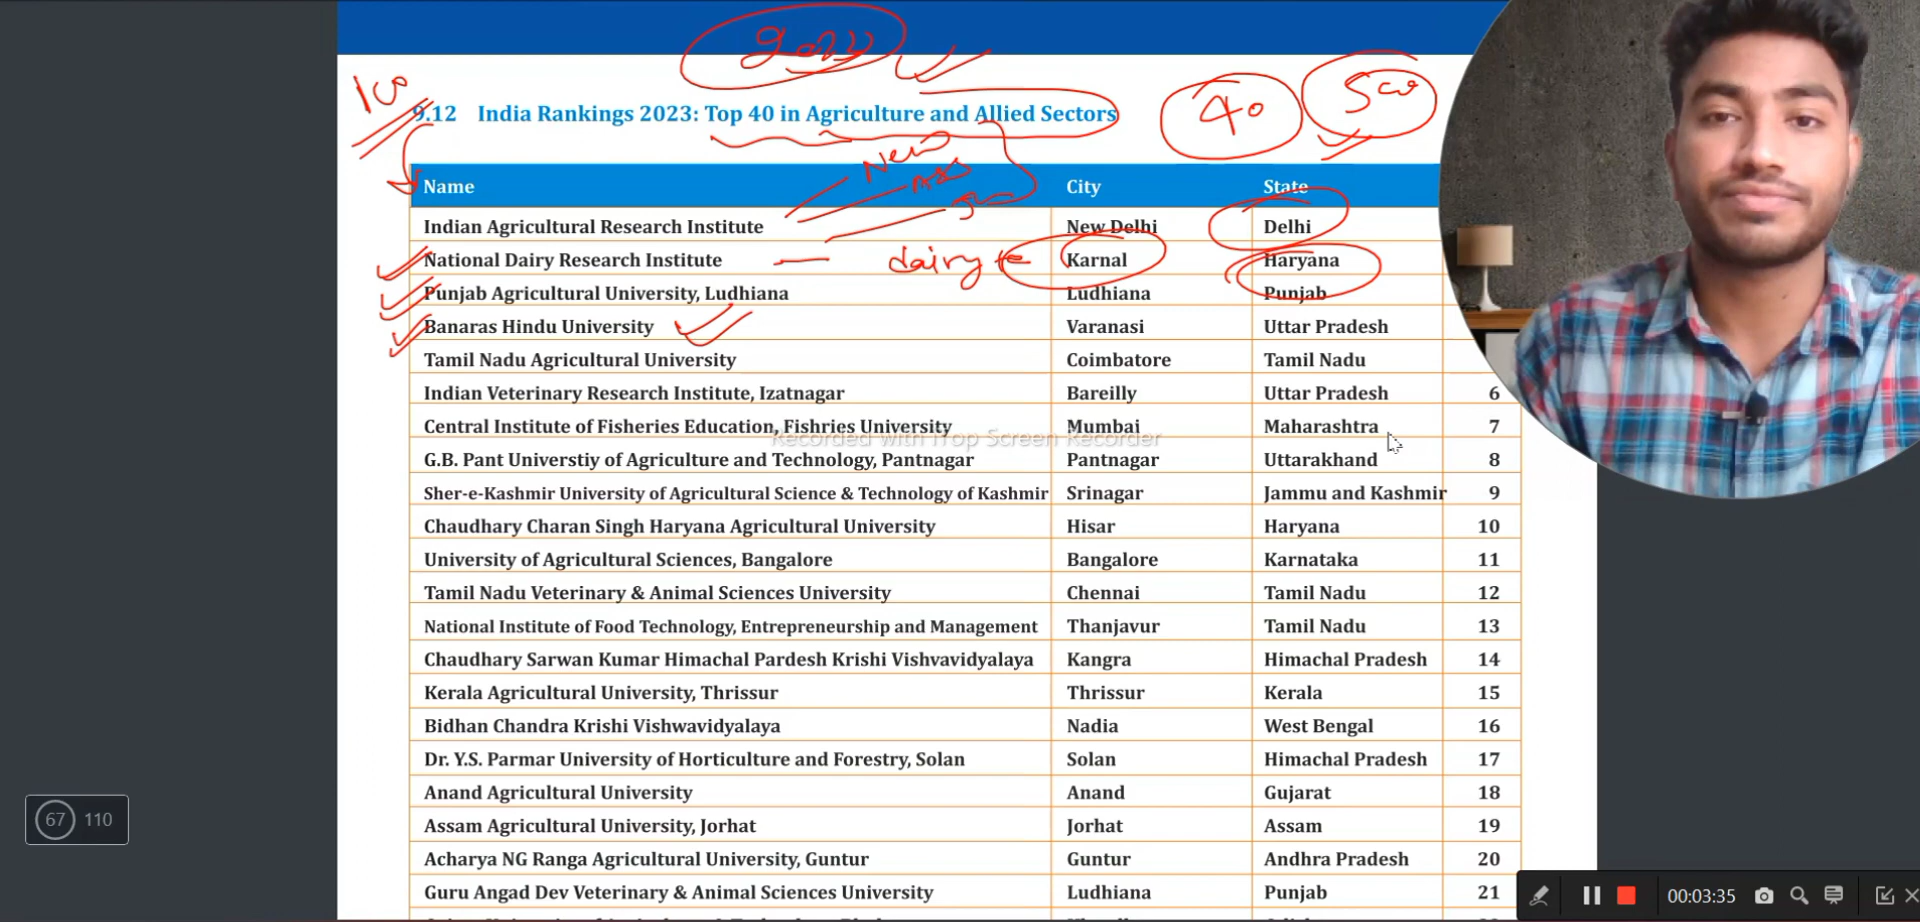 2024
40
500
9.12 India Rankings 2023: Top 40 in Agriculture and Allied Sectors
New
Name City State
Indian Agricultural Research Institute New Delhi Delhi
National Dairy Research Institute dairy Karnal Haryana
Punjab Agricultural University, Ludhiana Ludhiana Punjab
Banaras Hindu University Varanasi Uttar Pradesh
Tamil Nadu Agricultural University Coimbatore Tamil Nadu
Indian Veterinary Research Institute, Izatnagar Bareilly Uttar Pradesh 6
Central Institute of Fisheries Education, Fishries University Mumbai Maharashtra 7
Recorded with iTop Screen Recorder
G.B. Pant Universtiy of Agriculture and Technology, Pantnagar Pantnagar Uttarakhand 8
Sher-e-Kashmir University of Agricultural Science & Technology of Kashmir Srinagar Jammu and Kashmir 9
Chaudhary Charan Singh Haryana Agricultural University Hisar Haryana 10
University of Agricultural Sciences, Bangalore Bangalore Karnataka 11
Tamil Nadu Veterinary & Animal Sciences University Chennai Tamil Nadu 12
National Institute of Food Technology, Entrepreneurship and Management Thanjavur Tamil Nadu 13
Chaudhary Sarwan Kumar Himachal Pardesh Krishi Vishvavidyalaya Kangra Himachal Pradesh 14
Kerala Agricultural University, Thrissur Thrissur Kerala 15
Bidhan Chandra Krishi Vishwavidyalaya Nadia West Bengal 16
Dr. Y.S. Parmar University of Horticulture and Forestry, Solan Solan Himachal Pradesh 17
Anand Agricultural University Anand Gujarat 18
Assam Agricultural University, Jorhat Jorhat Assam 19
Acharya NG Ranga Agricultural University, Guntur Guntur Andhra Pradesh 20
Guru Angad Dev Veterinary & Animal Sciences University Ludhiana Punjab 21
67 110
00:03:35